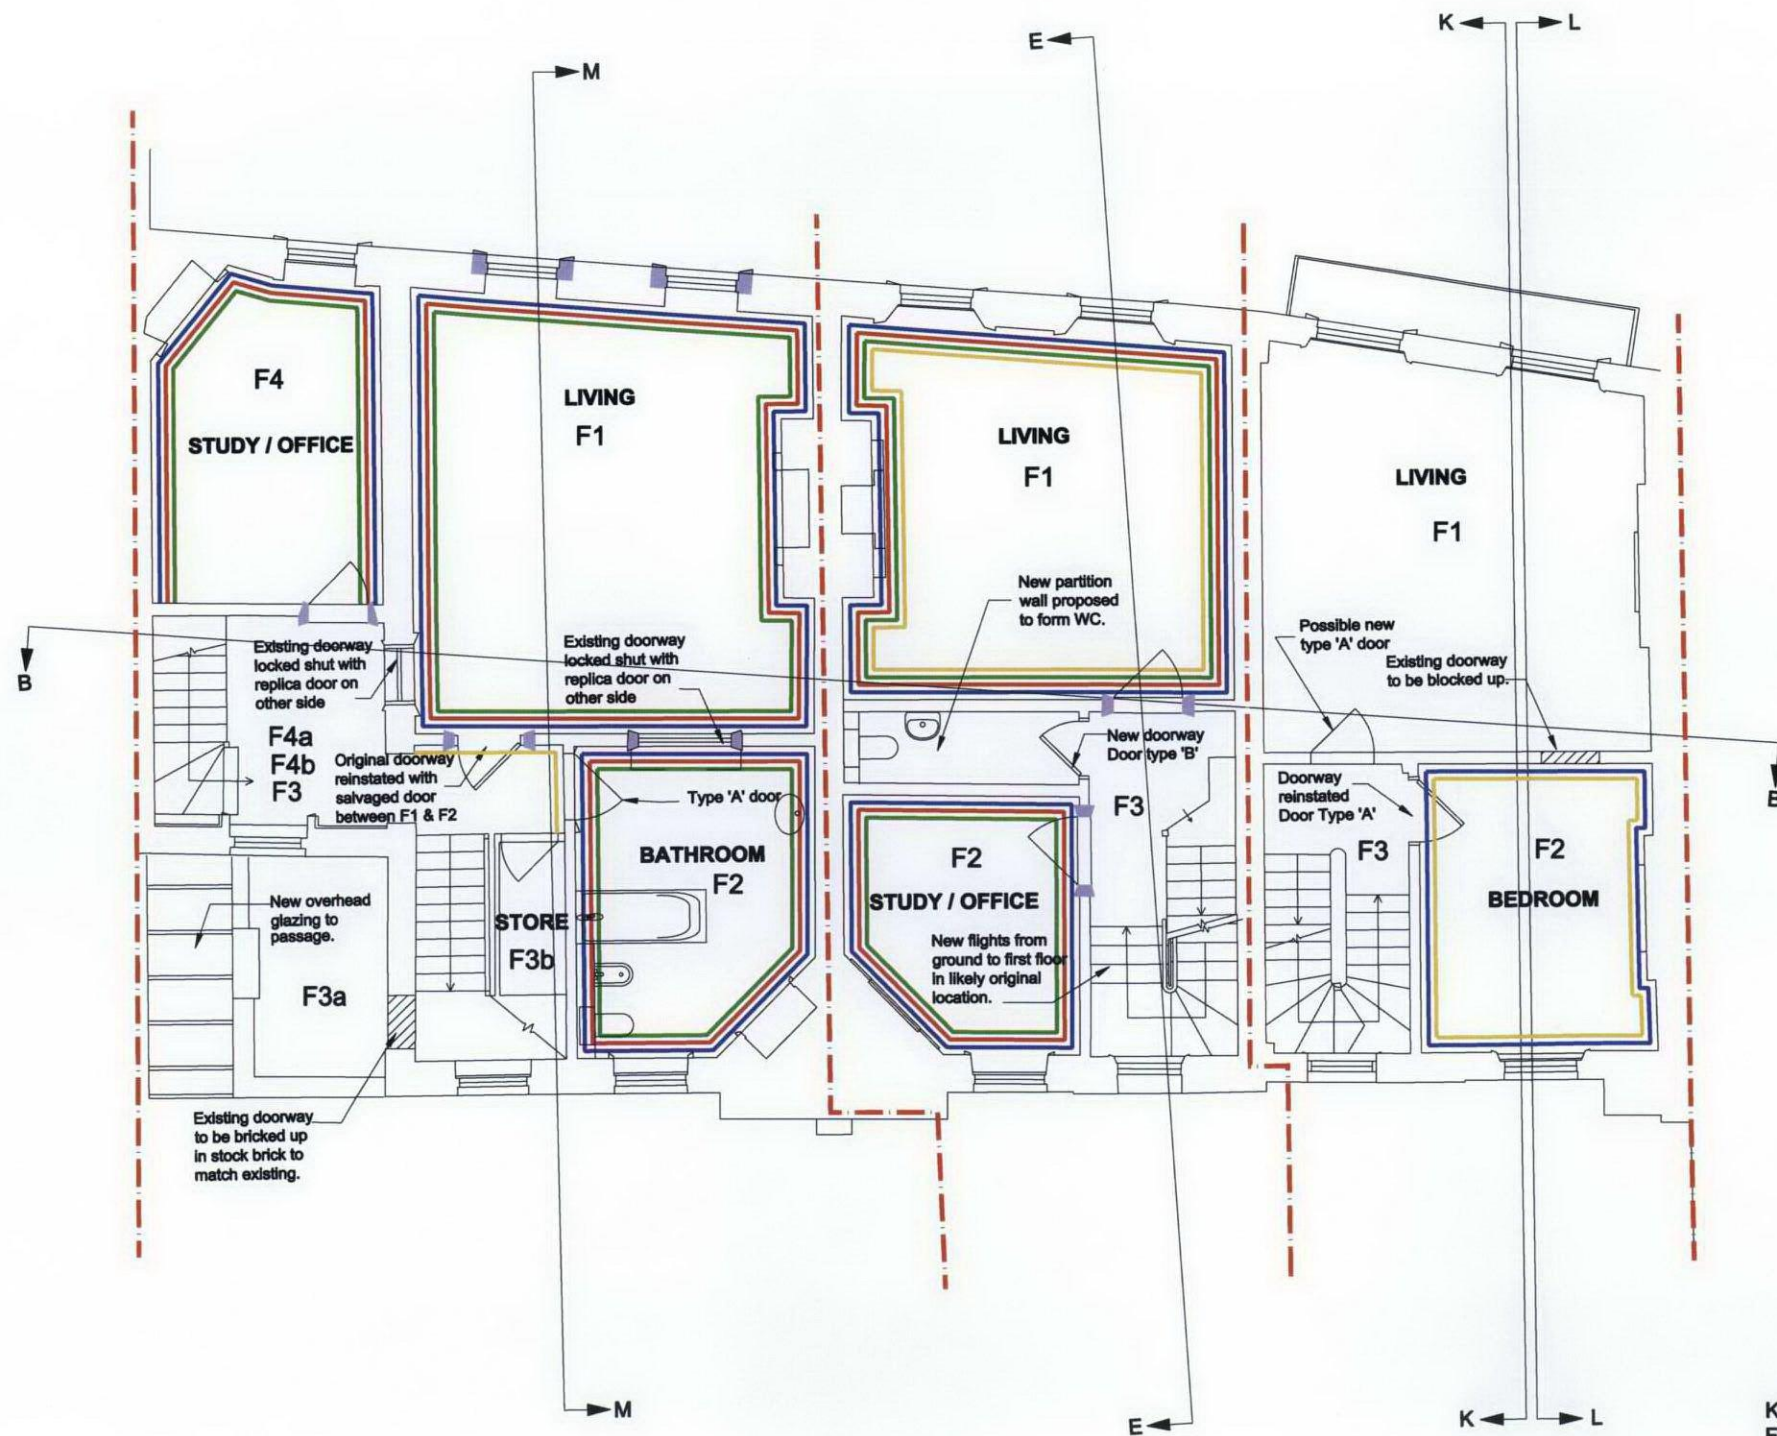 K
L
E
M
F4
STUDY / OFFICE
LIVING
F1
LIVING
F1
LIVING
F1
New partition
wall proposed
to form WC.
Possible new
type 'A' door
Existing doorway
to be blocked up.
B
Existing doorway
locked shut with
replica door on
other side
Existing doorway
locked shut with
replica door on
other side
F4a
F4b
F3
Original doorway
reinstated with
salvaged door
between F1 & F2
Type 'A' door
New doorway
Door type 'B'
F3
Doorway
reinstated
Door Type 'A'
F3
BATHROOM
F2
F2
STUDY / OFFICE
F2
BEDROOM
New overhead
glazing to
passage.
STORE
F3b
New flights from
ground to first floor
in likely original
location.
F3a
Existing doorway
to be bricked up
in stock brick to
match existing.
M
E
K
L
K